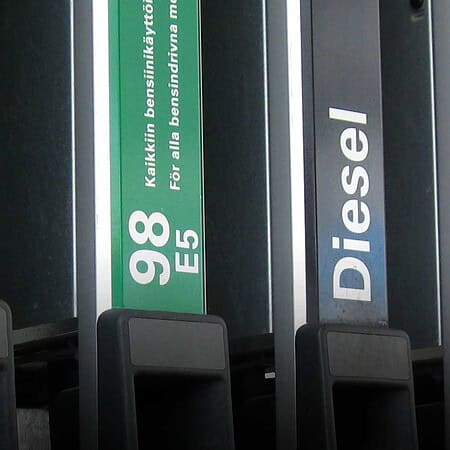 98
E5
Kaikkiin
För alla bensindrivna
Diesel